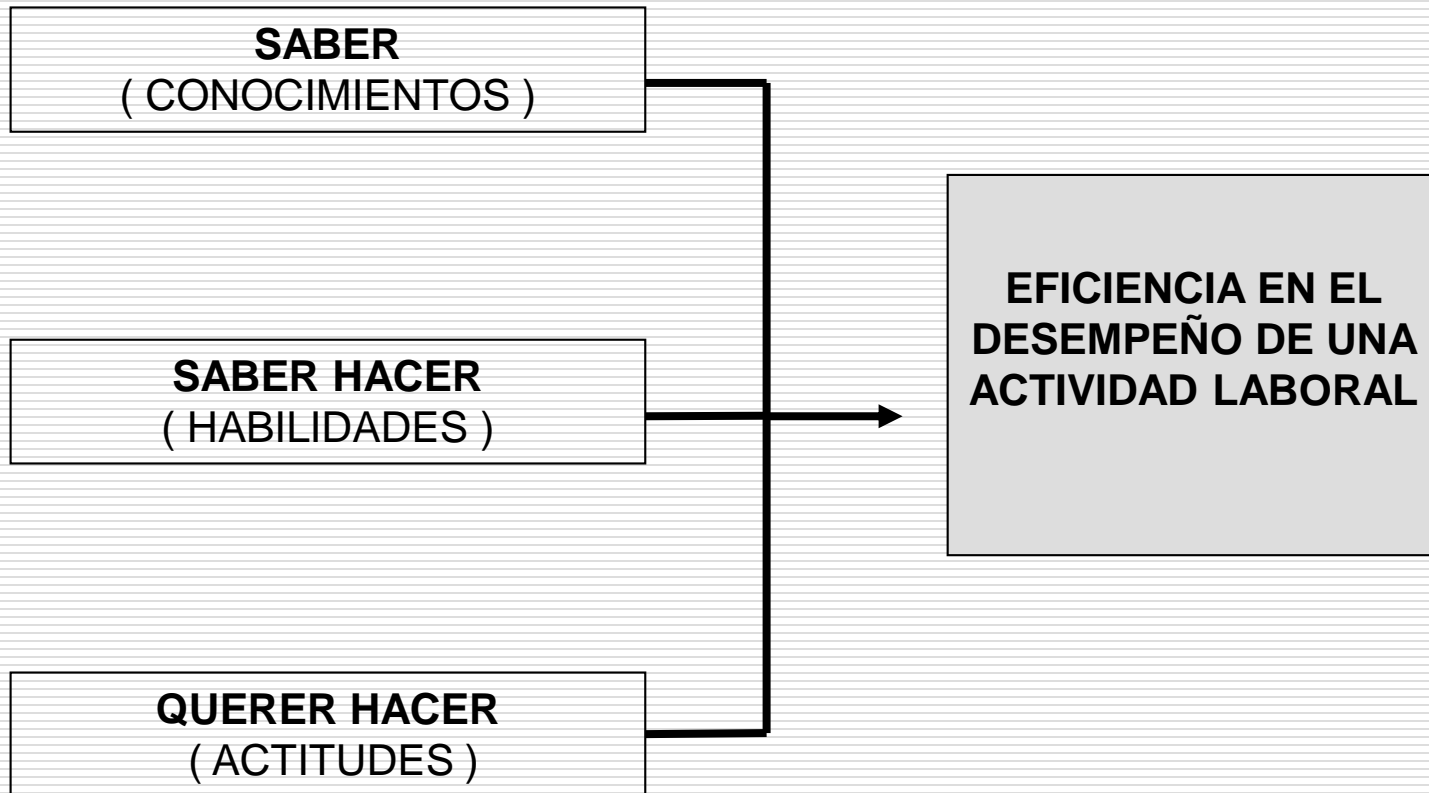 SABER
( CONOCIMIENTOS )
SABER HACER
( HABILIDADES )
QUERER HACER
( ACTITUDES )
EFICIENCIA EN EL
DESEMPEÑO DE UNA
ACTIVIDAD LABORAL